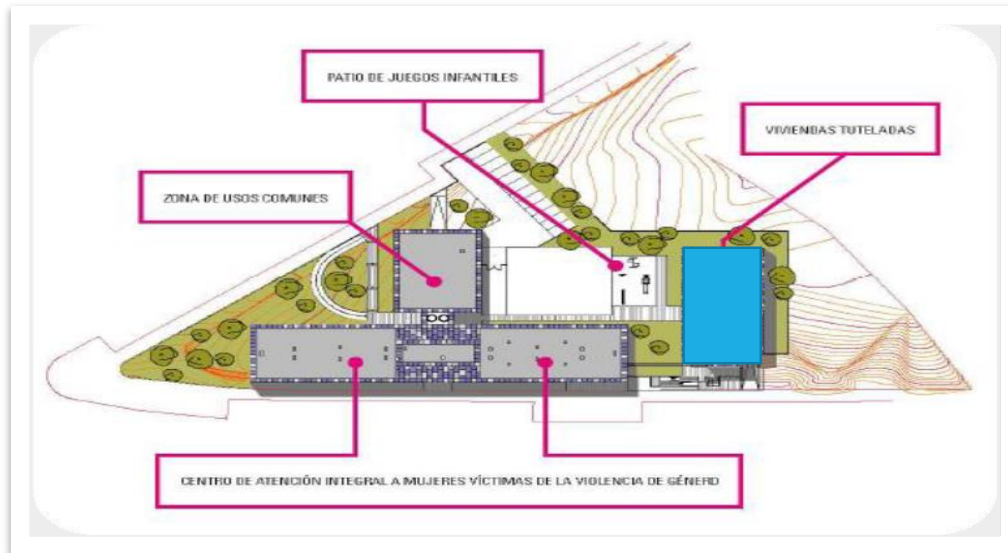 PATIO DE JUEGOS INFANTILES
VIVIENDAS TUTELADAS
ZONA DE USOS COMUNES
CENTRO DE ATENCIÓN INTEGRAL A MUJERES VÍCTIMAS DE LA VIOLENCIA DE GÉNERO